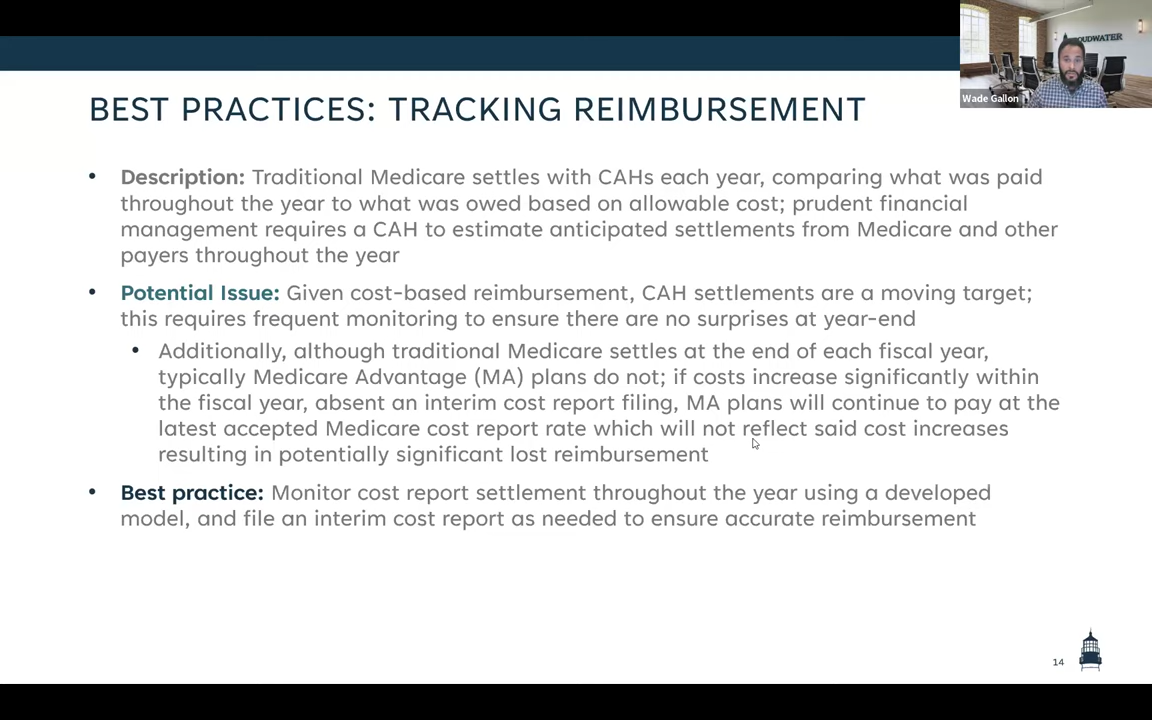 OUDWATER
Wade Gallon
BEST PRACTICES: TRACKING REIMBURSEMENT
• Description: Traditional Medicare settles with CAHs each year, comparing what was paid
throughout the year to what was owed based on allowable cost; prudent financial
management requires a CAH to estimate anticipated settlements from Medicare and other
payers throughout the year
• Potential Issue: Given cost-based reimbursement, CAH settlements are a moving target;
this requires frequent monitoring to ensure there are no surprises at year-end
• Additionally, although traditional Medicare settles at the end of each fiscal year,
typically Medicare Advantage (MA) plans do not; if costs increase significantly within
the fiscal year, absent an interim cost report filing, MA plans will continue to pay at the
latest accepted Medicare cost report rate which will not reflect said cost increases
resulting in potentially significant lost reimbursement
• Best practice: Monitor cost report settlement throughout the year using a developed
model, and file an interim cost report as needed to ensure accurate reimbursement
14